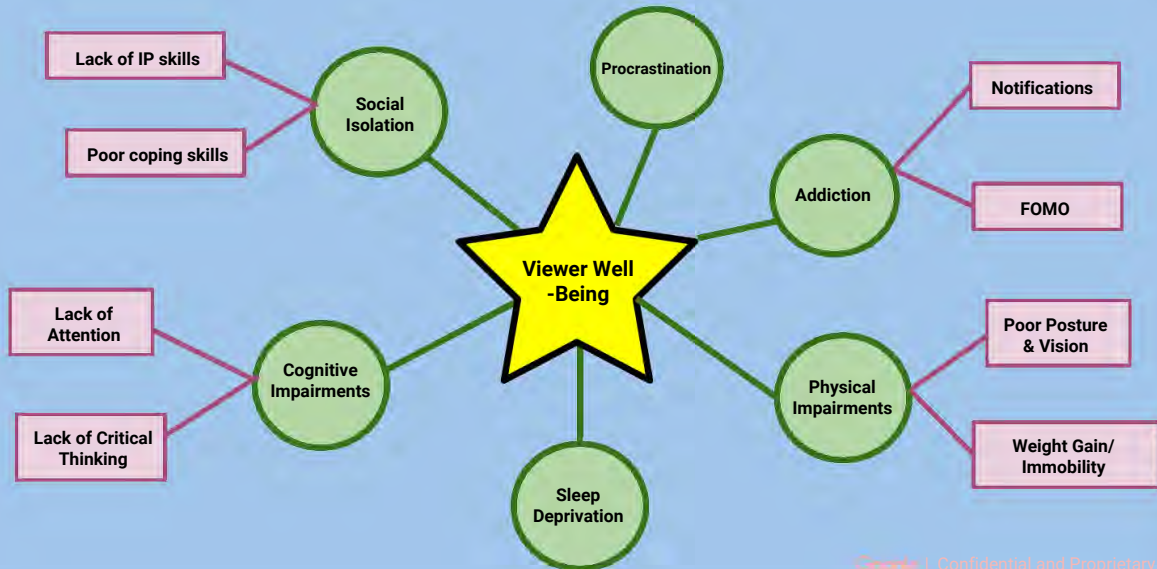 Lack of IP skills
Poor coping skills
Social
Isolation
Procrastination
Notifications
FOMO
Addiction
Viewer Well
-Being
Lack of
Attention
Lack of Critical
Thinking
Cognitive
Impairments
Sleep
Deprivation
Physical
Impairments
Poor Posture
& Vision
Weight Gain/
Immobility
| Confidential and Proprietary